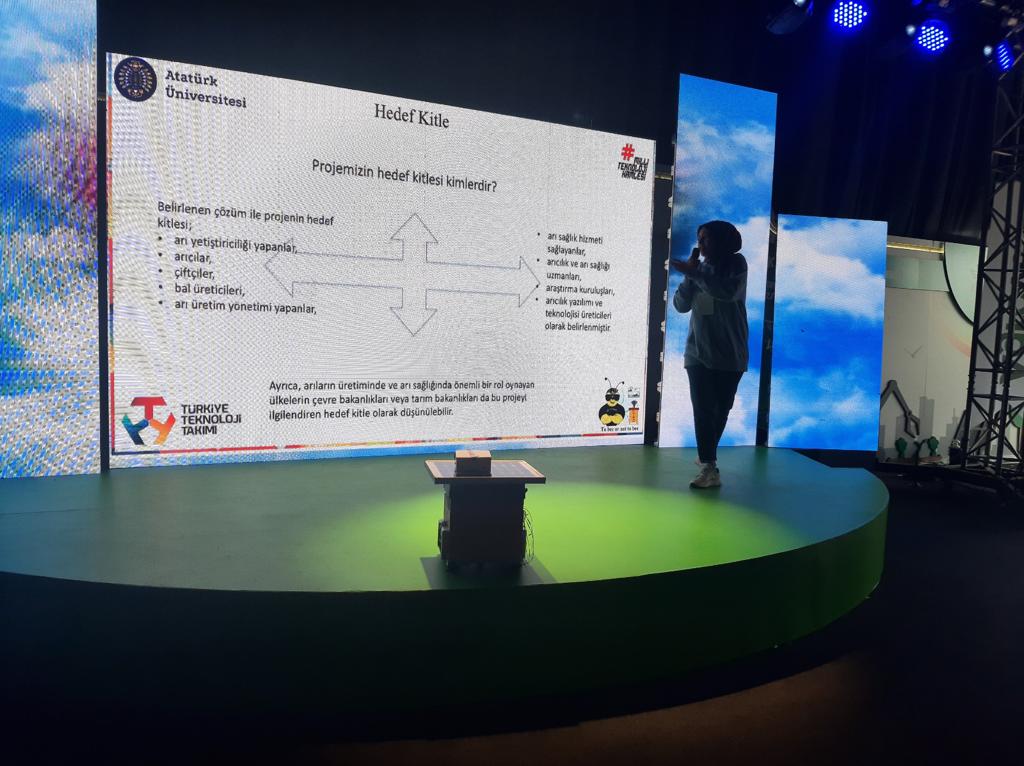 Atatürk
Üniversitesi
Hedef Kitle
#MİLLİ
TEKNOLOJİ
HAMLESİ
Projemizin hedef kitlesi kimlerdir?
Belirlenen çözüm ile projenin hedef
kitlesi;
• arı yetiştiriciliği yapanlar,
• arıcılar,
• çiftçiler,
• bal üreticileri,
• arı üretim yönetimi yapanlar,
• arı sağlık hizmeti
sağlayanlar,
• arıcılık ve arı sağlığı
uzmanları,
• araştırma kuruluşları,
• arıcılık yazılımı ve
teknolojisi üreticileri
olarak belirlenmiştir.
Ayrıca, arıların üretiminde ve arı sağlığında önemli bir rol oynayan
ülkelerin çevre bakanlıkları veya tarım bakanlıkları da bu projeyi
ilgilendiren hedef kitle olarak düşünülebilir.
TÜRKİYE
TEKNOLOJİ
TAKIMI
To bee or not to bee